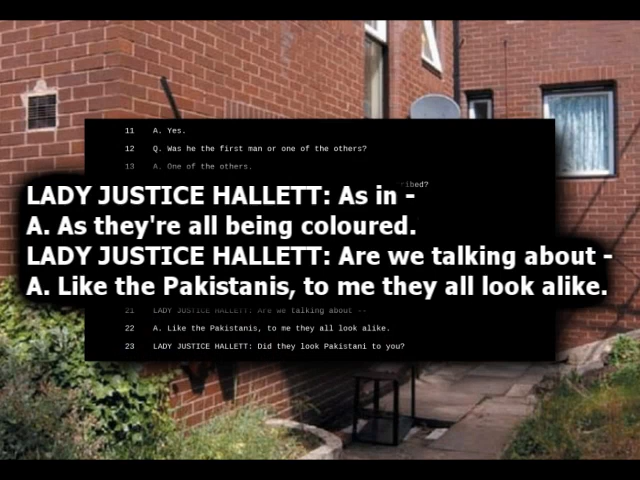 11 A. Yes.
12 Q. Was he the first man or one of the others?
13 A. One of the others.
ribed?
LADY JUSTICE HALLETT: As in -
A. As they're all being coloured.
LADY JUSTICE HALLETT: Are we talking about -
A. Like the Pakistanis, to me they all look alike.
21 LADY JUSTICE HALLETT: Are we talking about --
22 A. Like the Pakistanis, to me they all look alike.
23 LADY JUSTICE HALLETT: Did they look Pakistani to you?